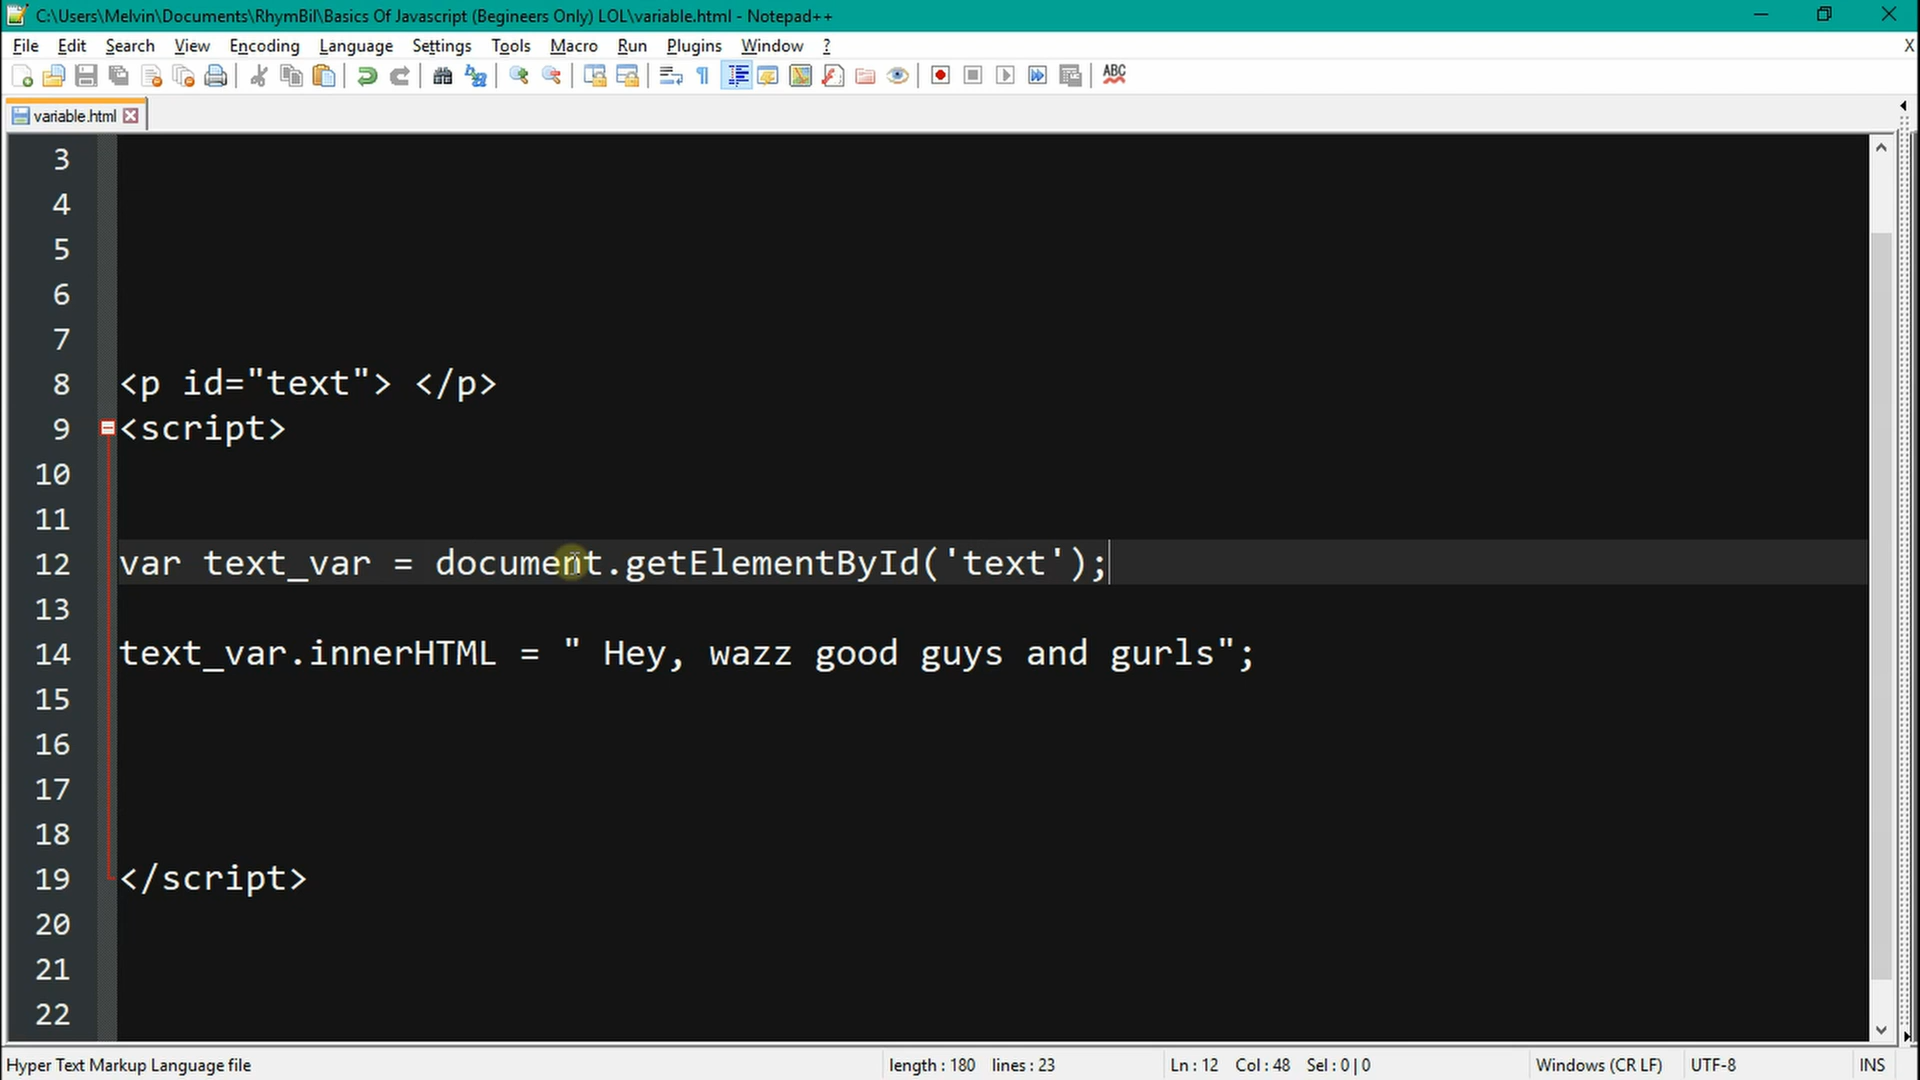 C:\Users\Melvin\Documents\RhymBil\Basics Of Javascript (Begineers Only) LOL\variable.html - Notepad++
File Edit Search View Encoding Language Settings Tools Macro Run Plugins Window ? X
ABC
variable.html
3
4
5
6
7
8 <p id="text"> </p>
9 <script>
10
11
12 var text_var = document.getElementById('text');
13
14 text_var.innerHTML = " Hey, wazz good guys and gurls";
15
16
17
18
19 </script>
20
21
22
Hyper Text Markup Language file length : 180 lines : 23 Ln : 12 Col : 48 Sel : 0 | 0 Windows (CR LF) UTF-8 INS